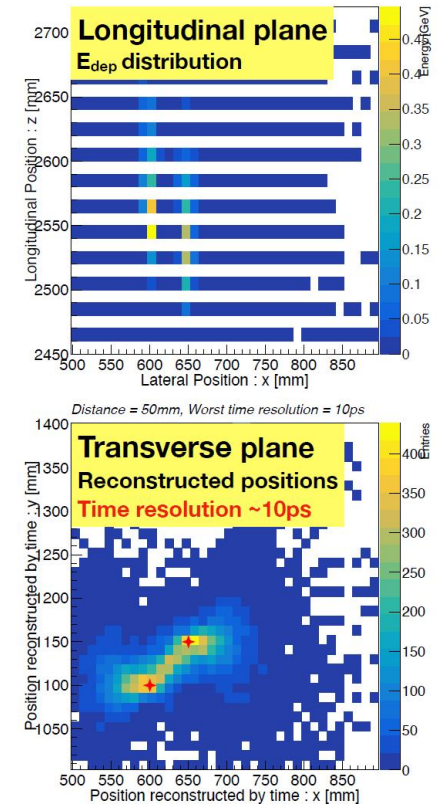 Longitudinal plane
E_dep distribution
2700
2650
2600
2550
2500
2450
Longitudinal Position : z [mm]
500 550 600 650 700 750 800 850
Lateral Position : x [mm]
0.45
0.4
0.35
0.3
0.25
0.2
0.15
0.1
0.05
0
Energy [GeV]
Distance = 50mm, Worst time resolution = 10ps
Transverse plane
Reconstructed positions
Time resolution ~10ps
1400
1350
1300
1250
1200
1150
1100
1050
Position reconstructed by time : y [mm]
500 550 600 650 700 750 800 850
Position reconstructed by time : x [mm]
400
350
300
250
200
150
100
50
0
Entries